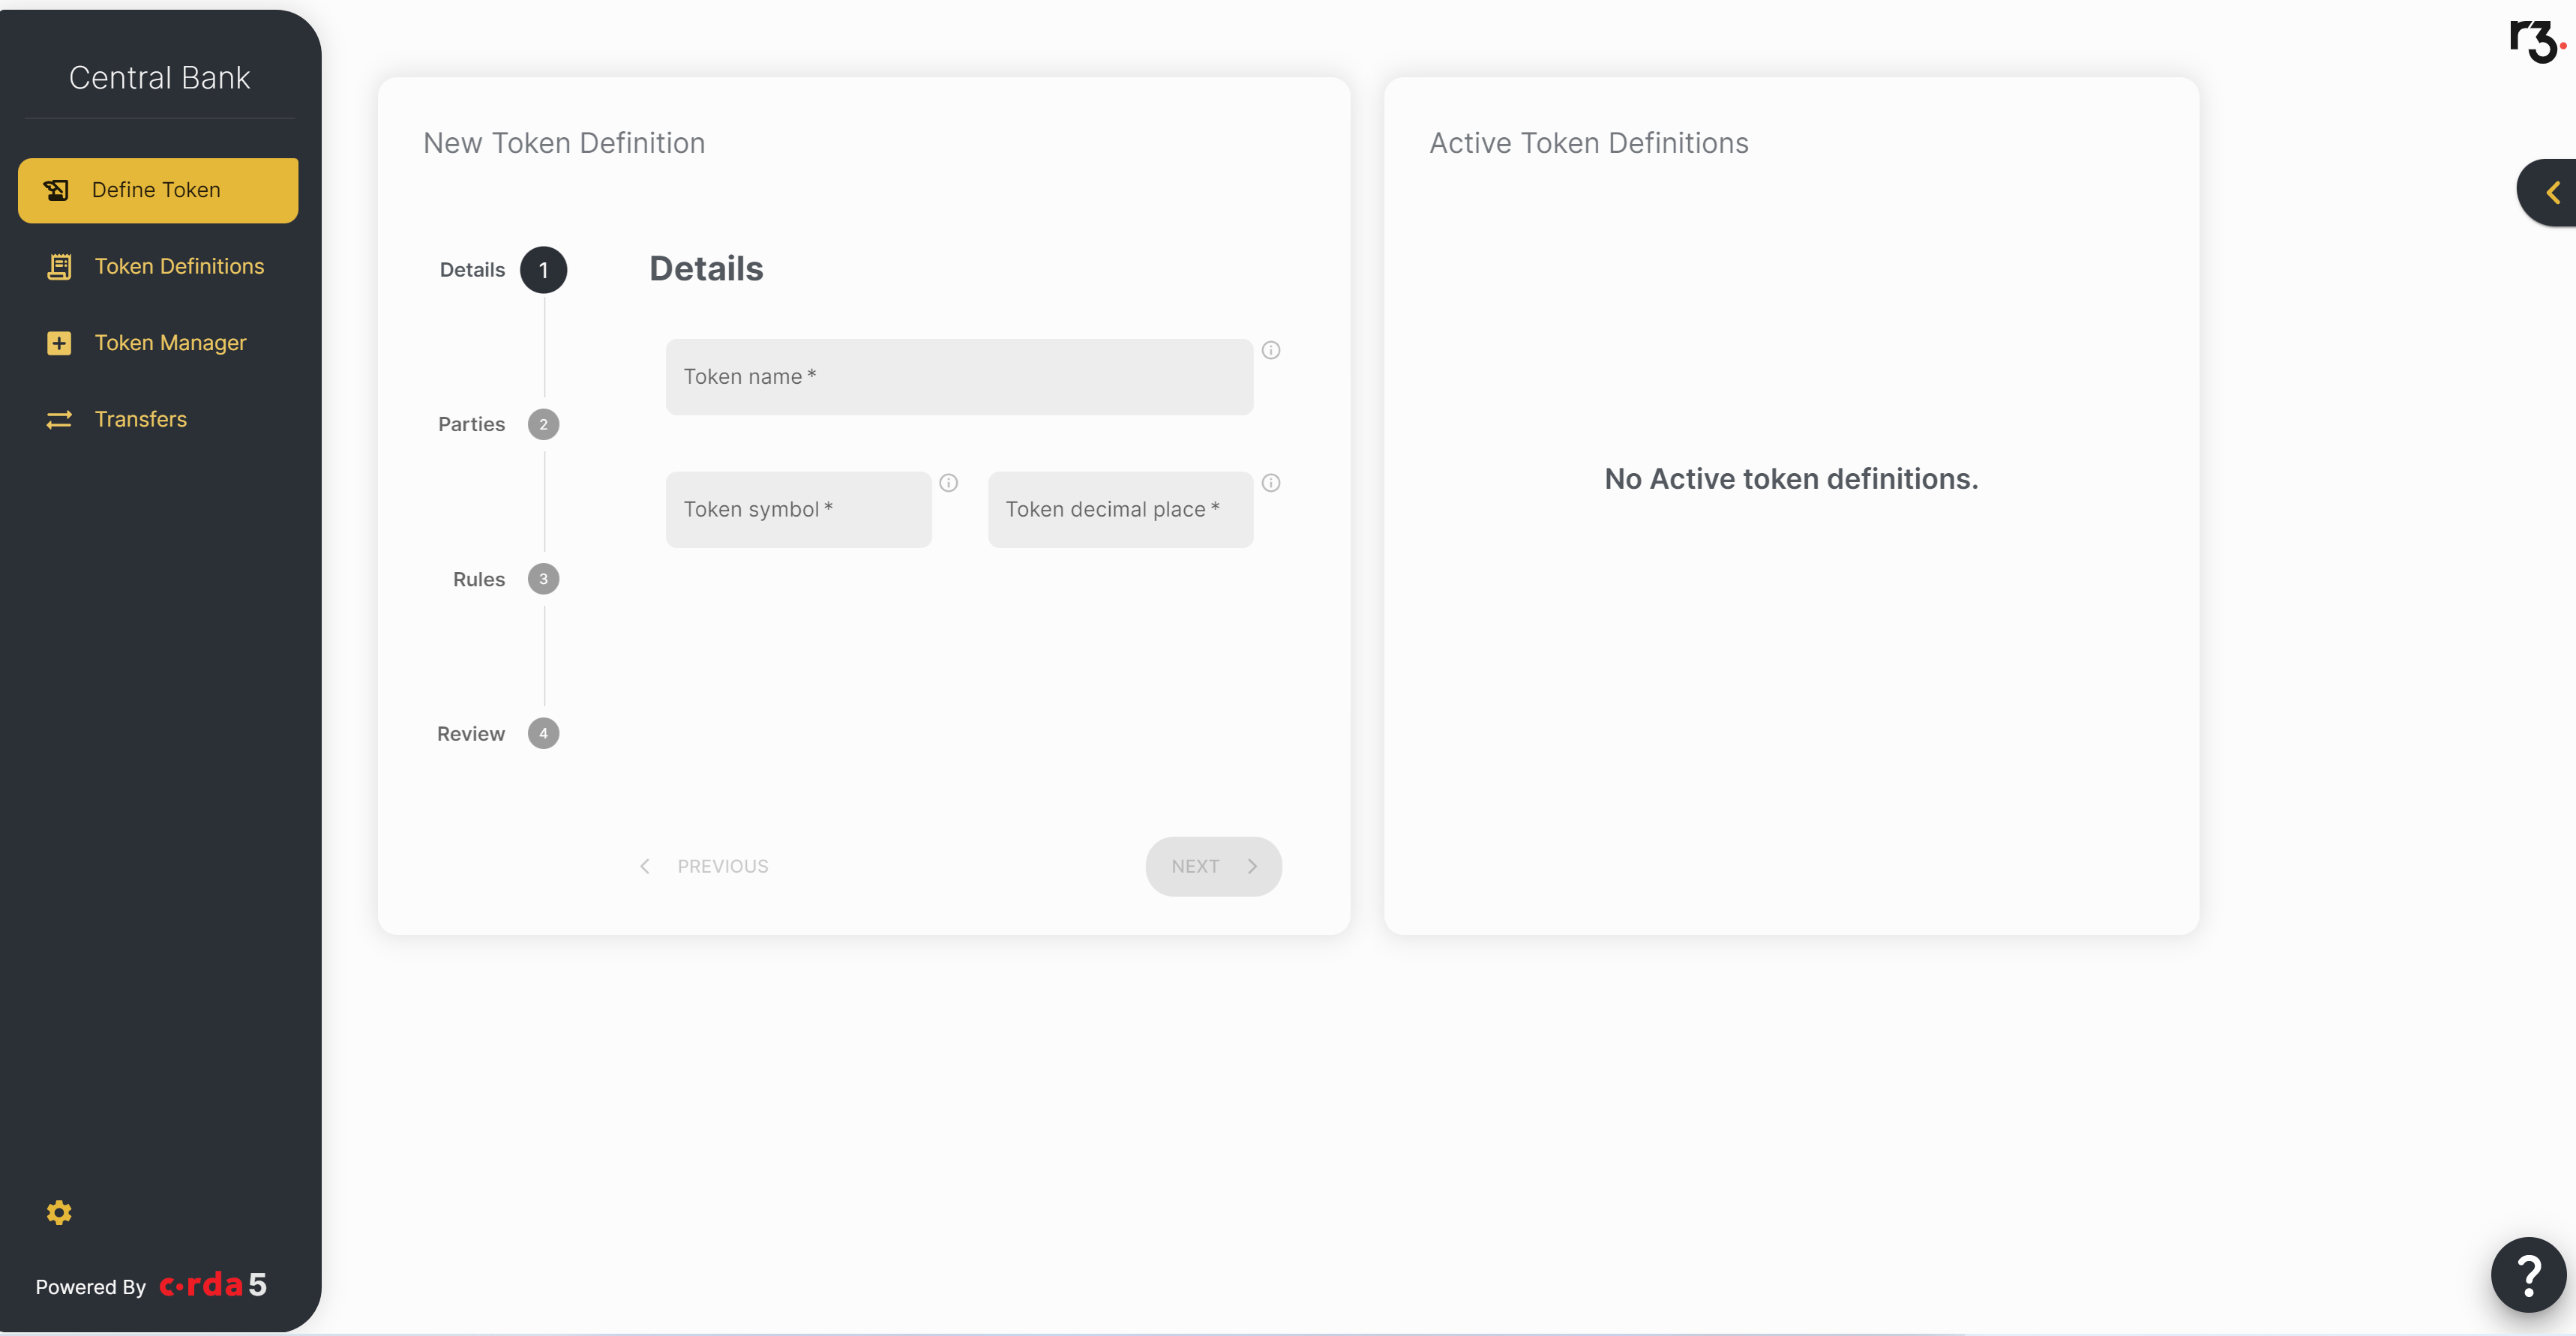 Central Bank
Define Token
Token Definitions
Token Manager
Transfers
Powered By corda 5
New Token Definition
Details 1
Parties 2
Rules 3
Review 4
Details
Token name *
Token symbol *
Token decimal place *
PREVIOUS
NEXT
Active Token Definitions
No Active token definitions.
r3.
?